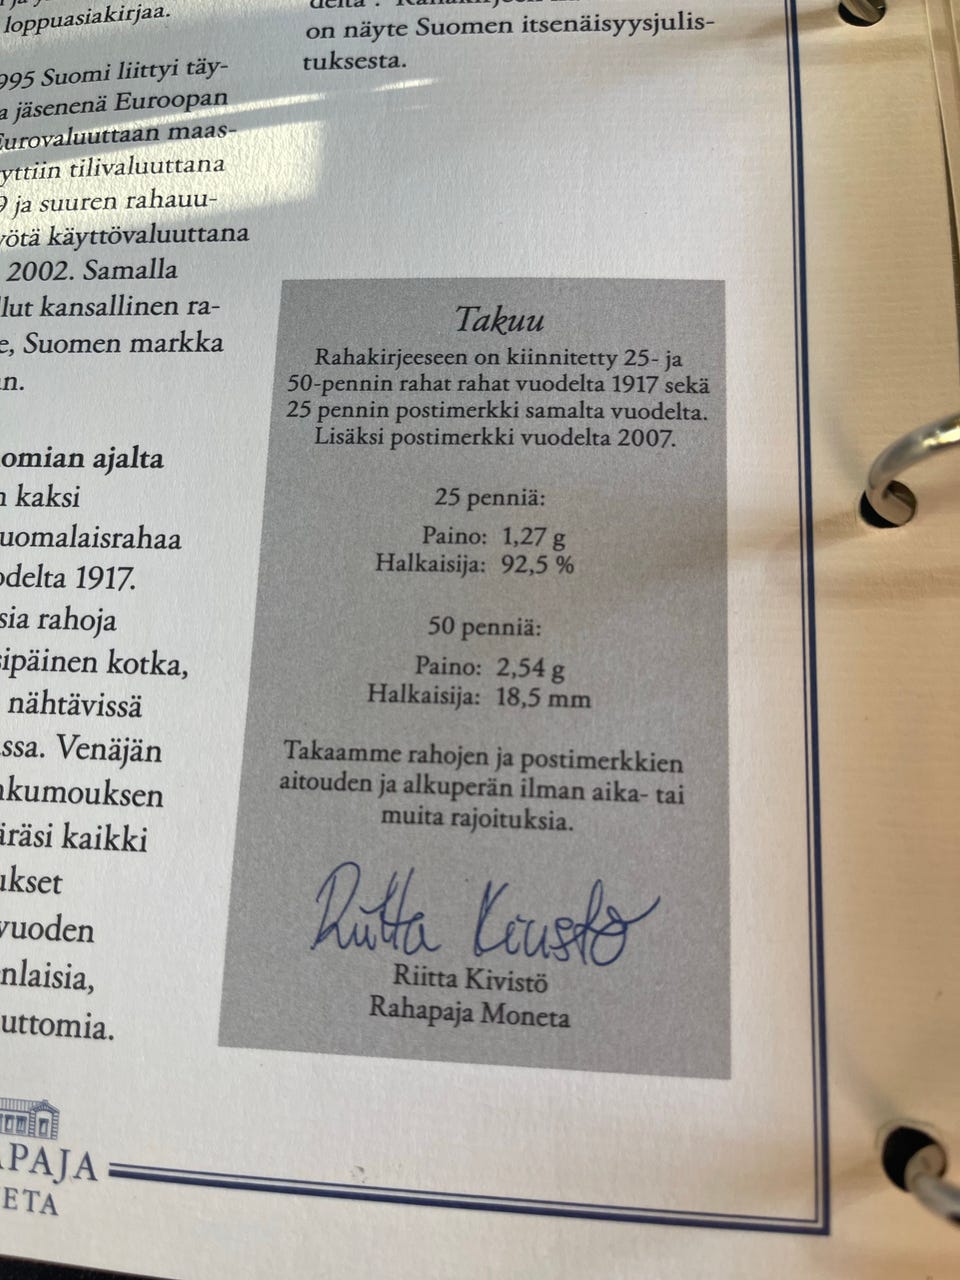 loppuasiakirjaa.
995 Suomi liittyi täy-
a jäsenenä Euroopan
Eurovaluuttaan maas-
yttiin tilivaluuttana
9 ja suuren rahauu-
yötä käyttövaluuttana
2002. Samalla
llut kansallinen ra-
e, Suomen markka
n.
omian ajalta
n kaksi
uomalaisrahaa
odelta 1917.
sia rahoja
sipäinen kotka,
nähtävissä
ssa. Venäjän
nkumouksen
äräsi kaikki
ukset
vuoden
nlaisia,
uttomia.
APAJA
ETA
on näyte Suomen itsenäisyysjulis-
tuksesta.
Takuu
Rahakirjeeseen on kiinnitetty 25- ja
50-pennin rahat rahat vuodelta 1917 sekä
25 pennin postimerkki samalta vuodelta.
Lisäksi postimerkki vuodelta 2007.
25 penniä:
Paino: 1,27 g
Halkaisija: 92,5 %
50 penniä:
Paino: 2,54 g
Halkaisija: 18,5 mm
Takaamme rahojen ja postimerkkien
aitouden ja alkuperän ilman aika- tai
muita rajoituksia.
Riitta Kivistö
Riitta Kivistö
Rahapaja Moneta